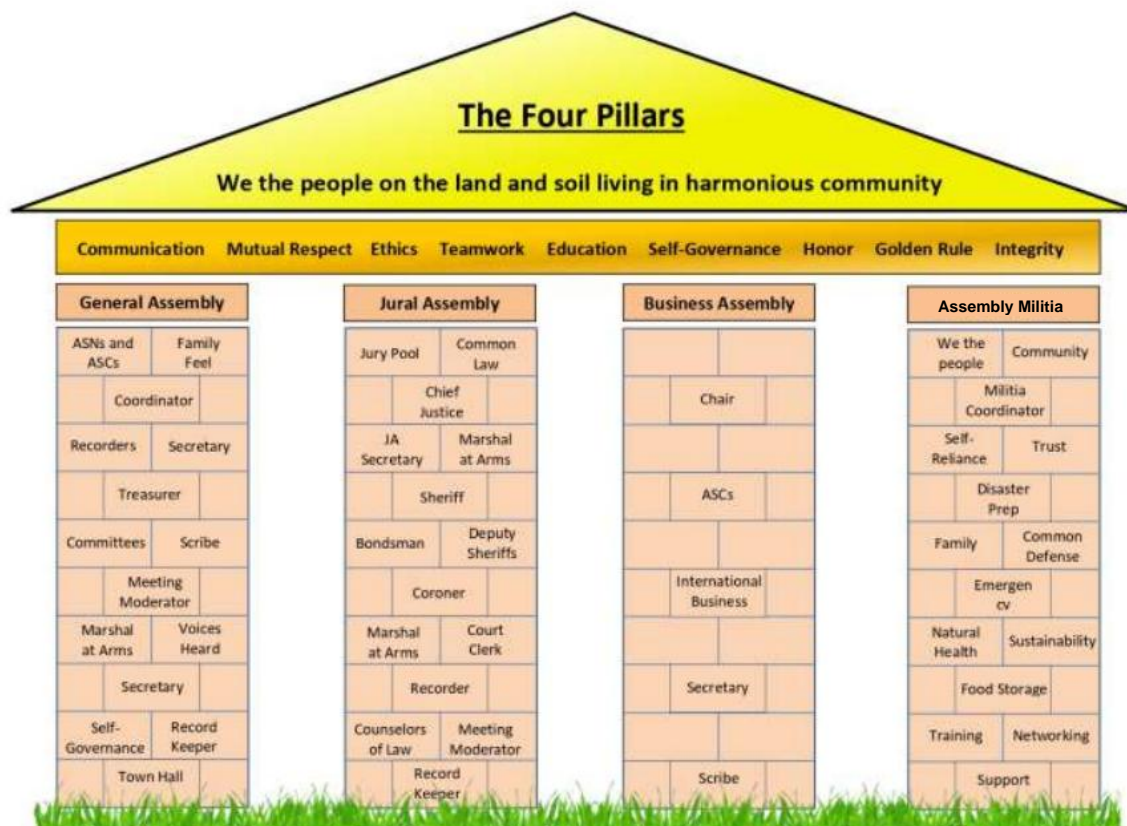 The Four Pillars
We the people on the land and soil living in harmonious community
Communication Mutual Respect Ethics Teamwork Education Self-Governance Honor Golden Rule Integrity
General Assembly
ASNs and
ASCs
Family
Feel
Coordinator
Recorders
Secretary
Treasurer
Committees
Scribe
Meeting
Moderator
Marshal
at Arms
Voices
Heard
Secretary
Self-
Governance
Record
Keeper
Town Hall
Jural Assembly
Jury Pool
Common
Law
Chief
Justice
JA
Secretary
Marshal
at Arms
Sheriff
Bondsman
Deputy
Sheriffs
Coroner
Marshal
at Arms
Court
Clerk
Recorder
Counselors
of Law
Meeting
Moderator
Record
Keeper
Business Assembly
Chair
ASCs
International
Business
Secretary
Scribe
Assembly Militia
We the
people
Community
Militia
Coordinator
Self-
Reliance
Trust
Disaster
Prep
Family
Common
Defense
Emergen
cy
Natural
Health
Sustainability
Food Storage
Training
Networking
Support